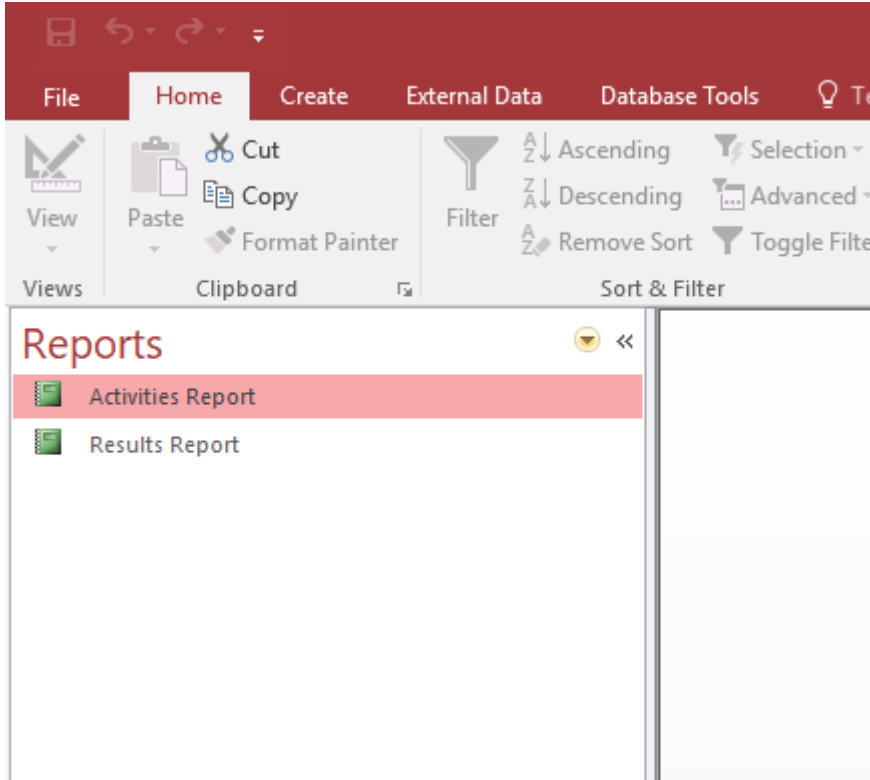 File Home Create External Data Database Tools
View
Paste
Cut
Copy
Format Painter
Filter
Ascending
Descending
Remove Sort
Selection
Advanced
Toggle
Views Clipboard Sort & Filter
Reports
Activities Report
Results Report